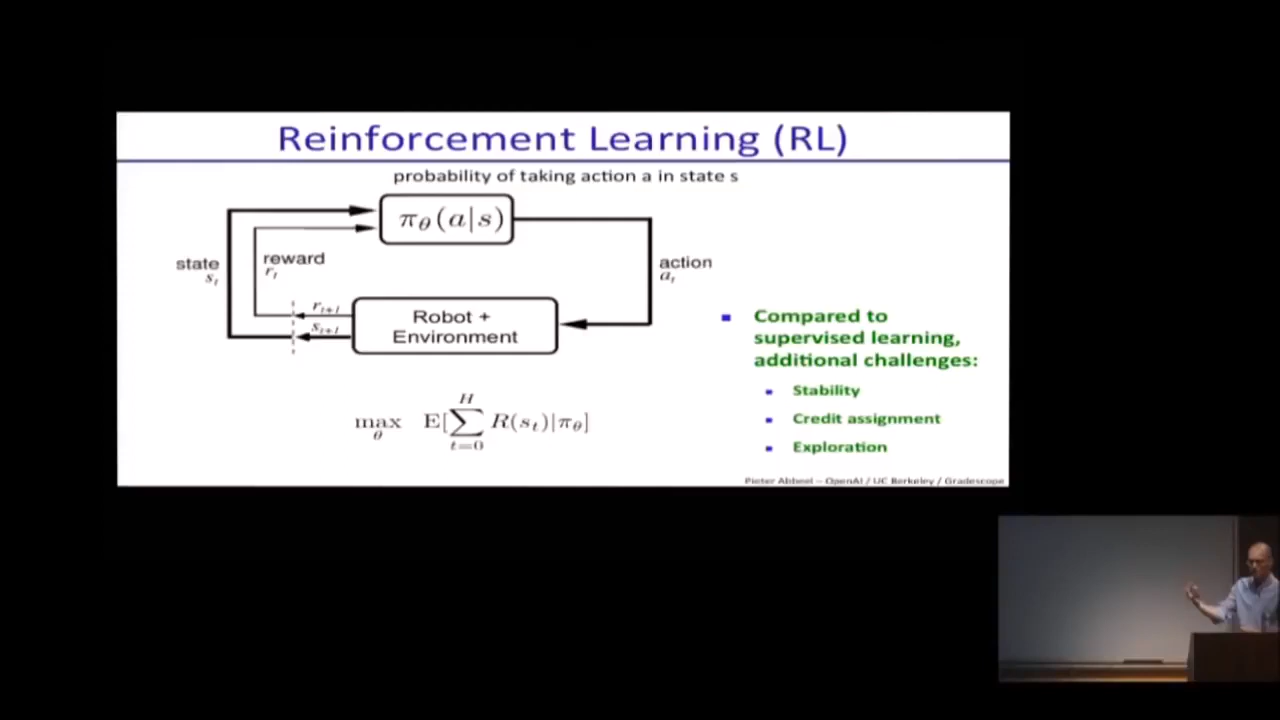 Reinforcement Learning (RL)
probability of taking action a in state s
π_θ(a|s)
state
s_t
reward
r_t
action
a_t
r_{t+1}
s_{t+1}
Robot +
Environment
max_θ E[∑_{t=0}^{H} R(s_t)|π_θ]
Compared to
supervised learning,
additional challenges:
Stability
Credit assignment
Exploration
Pieter Abbeel – OpenAI / UC Berkeley / Gradescope